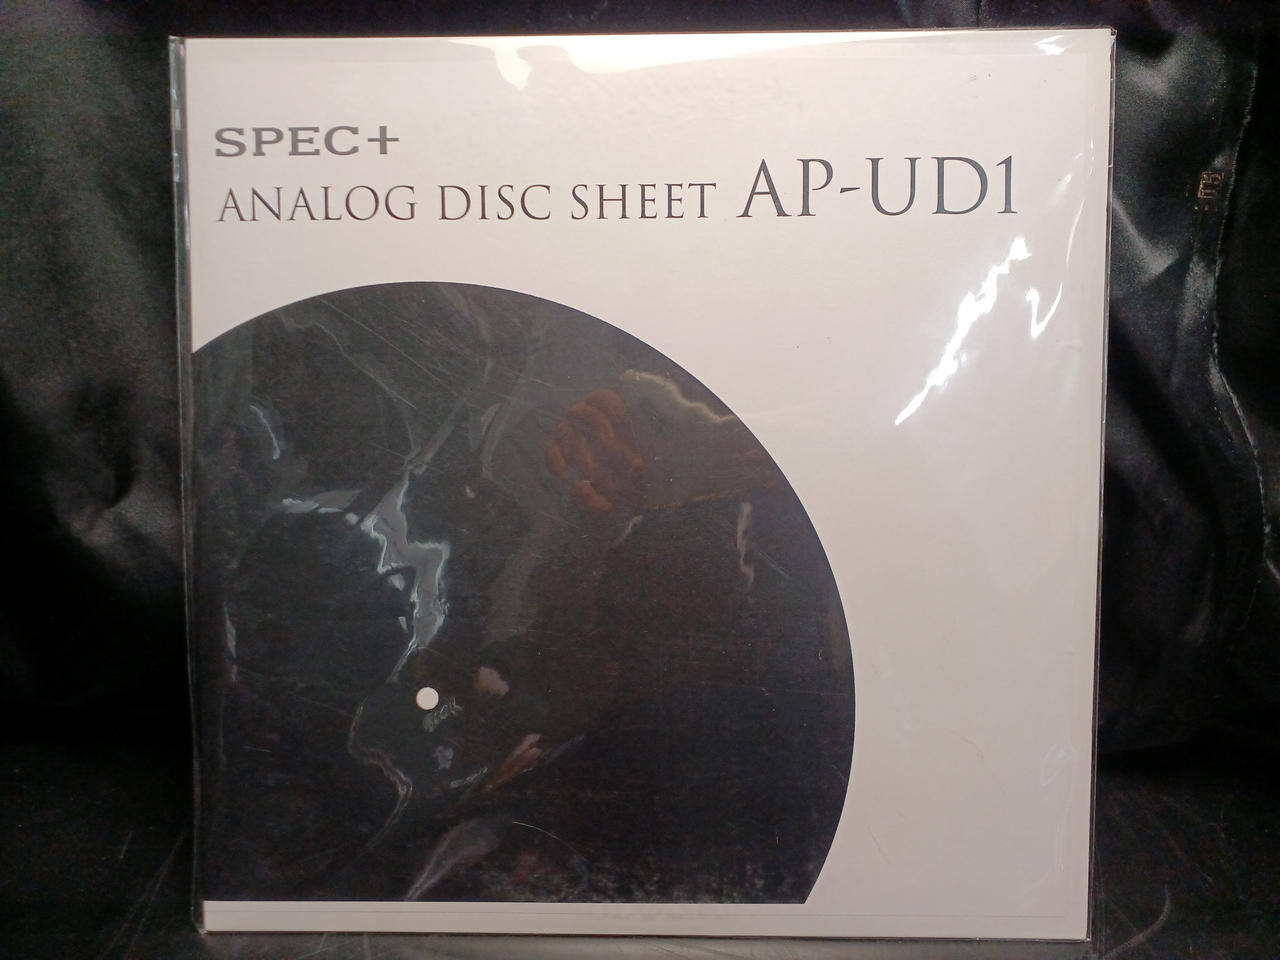 SPEC+
ANALOG DISC SHEET AP-UD1